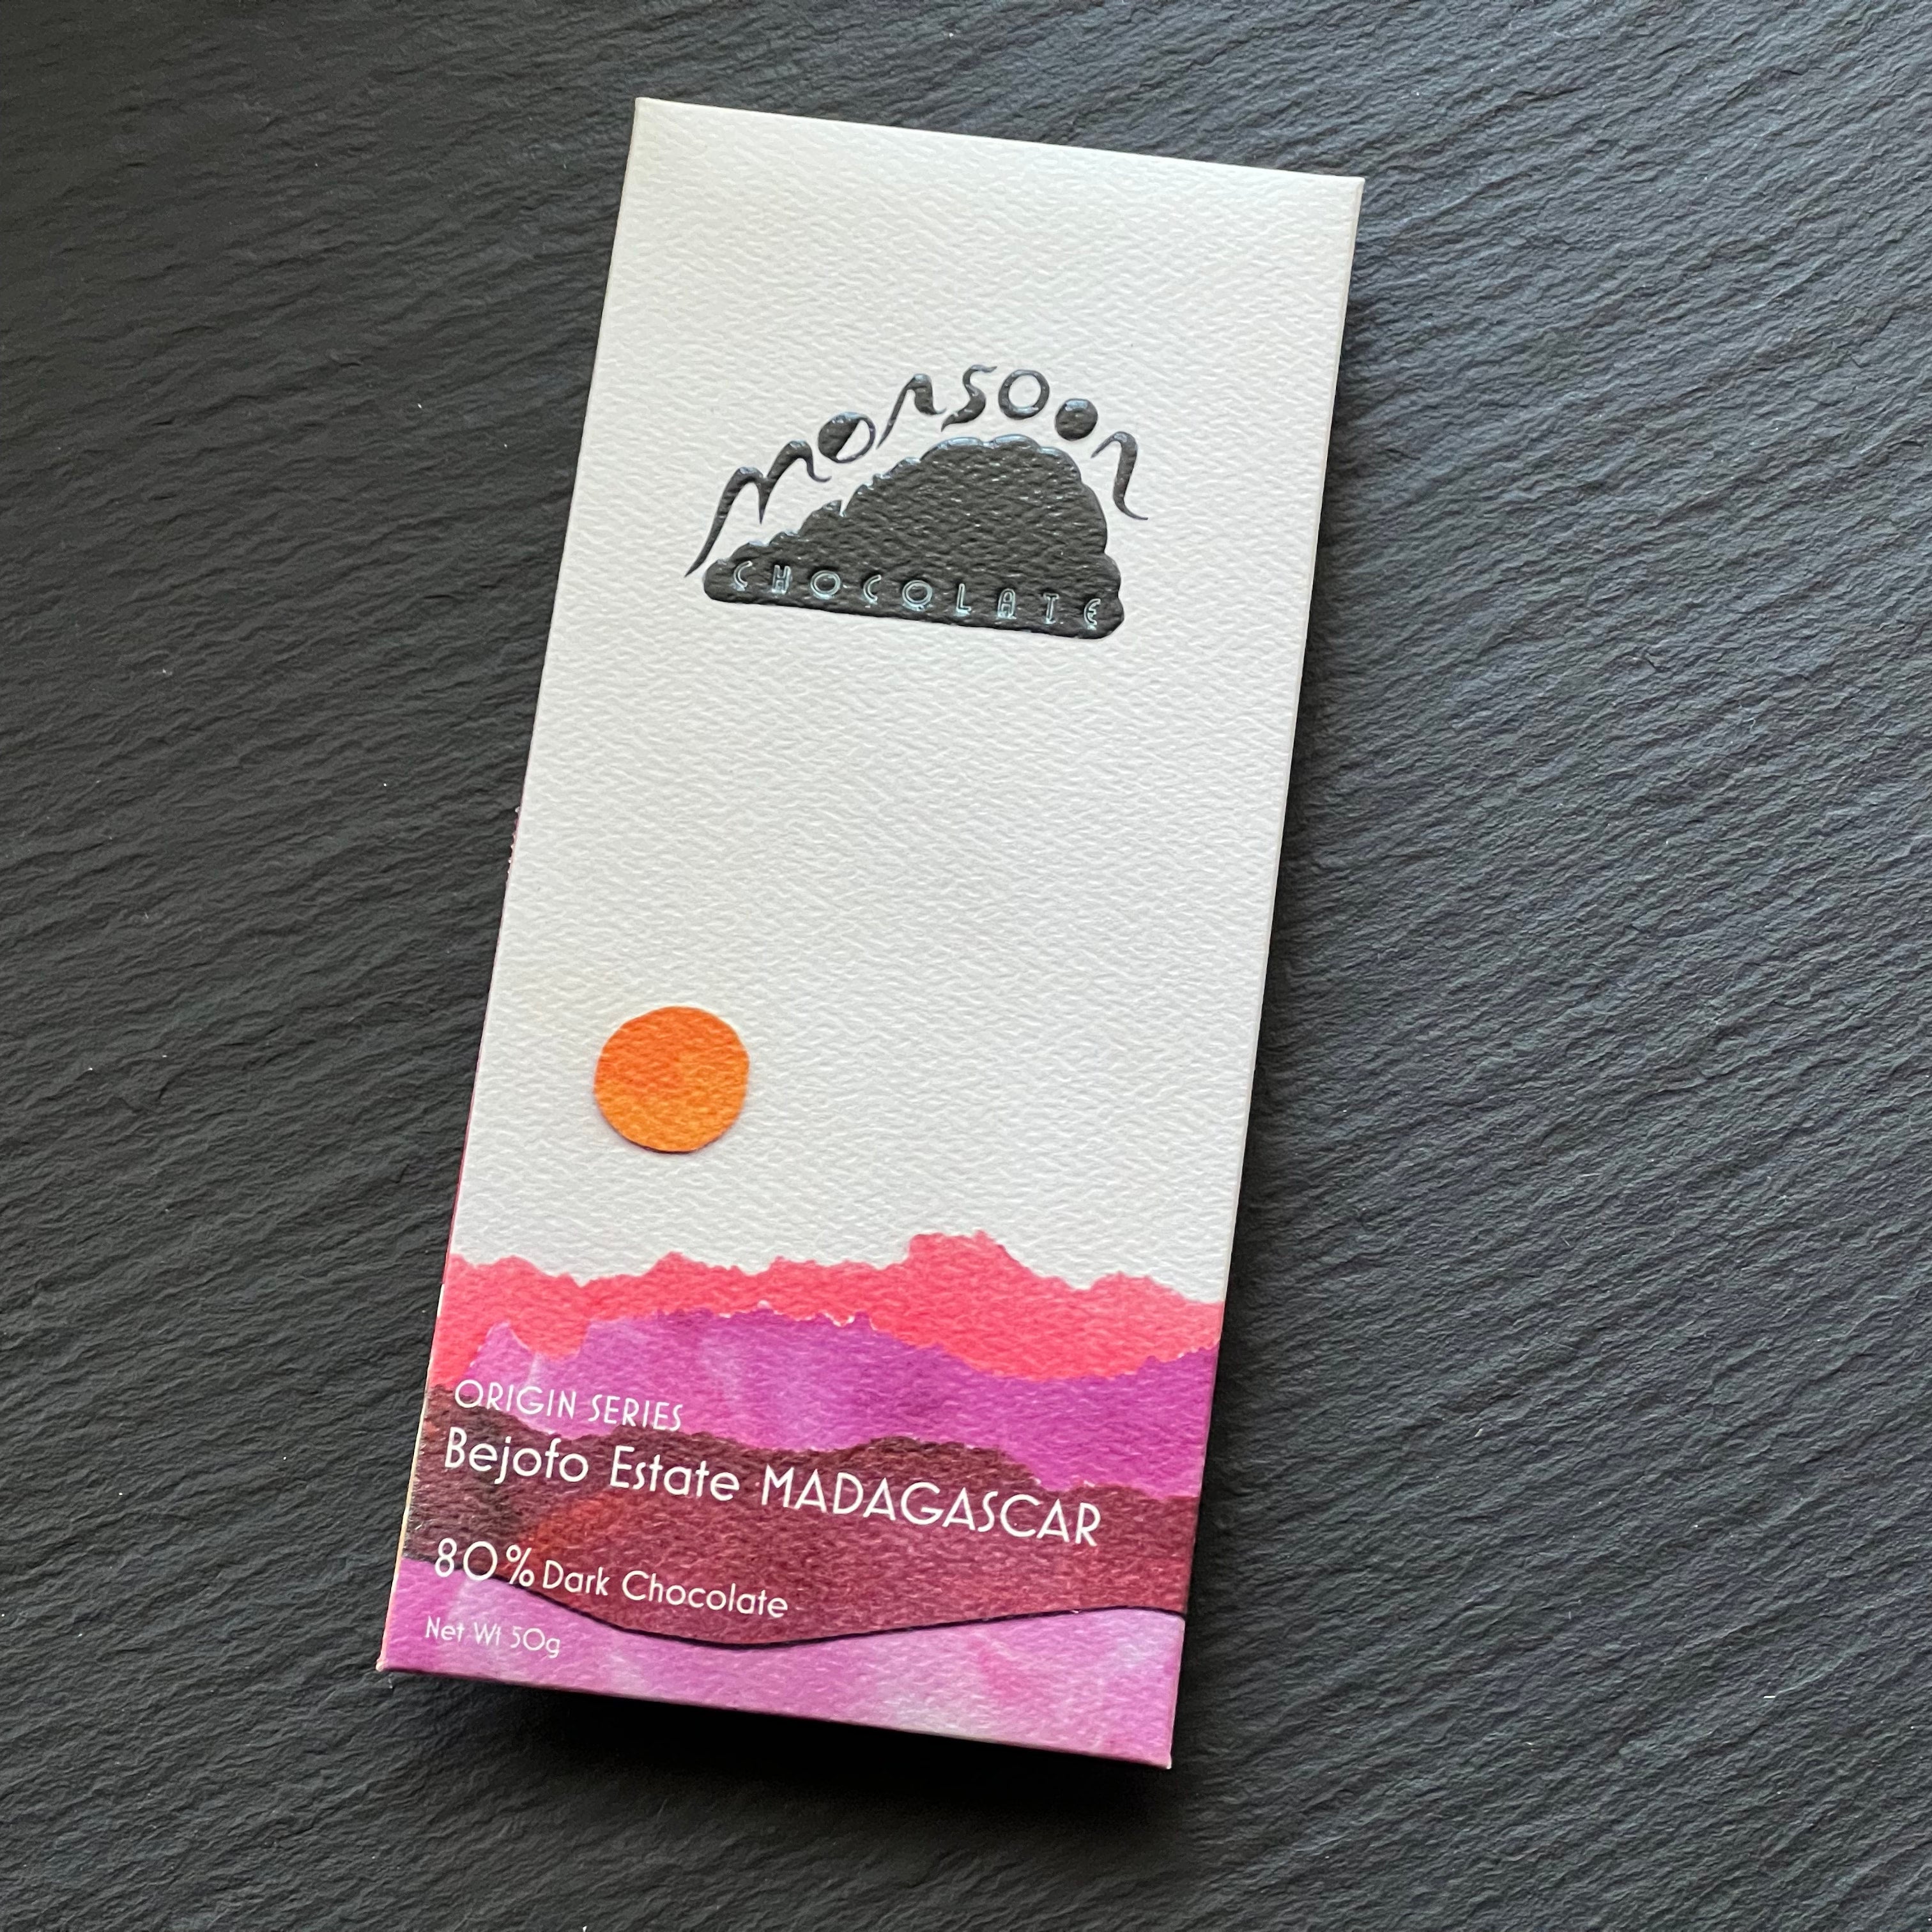 monsoon
CHOCOLATE
ORIGIN SERIES
Bejofo Estate MADAGASCAR
80% Dark Chocolate
Net Wt 50g